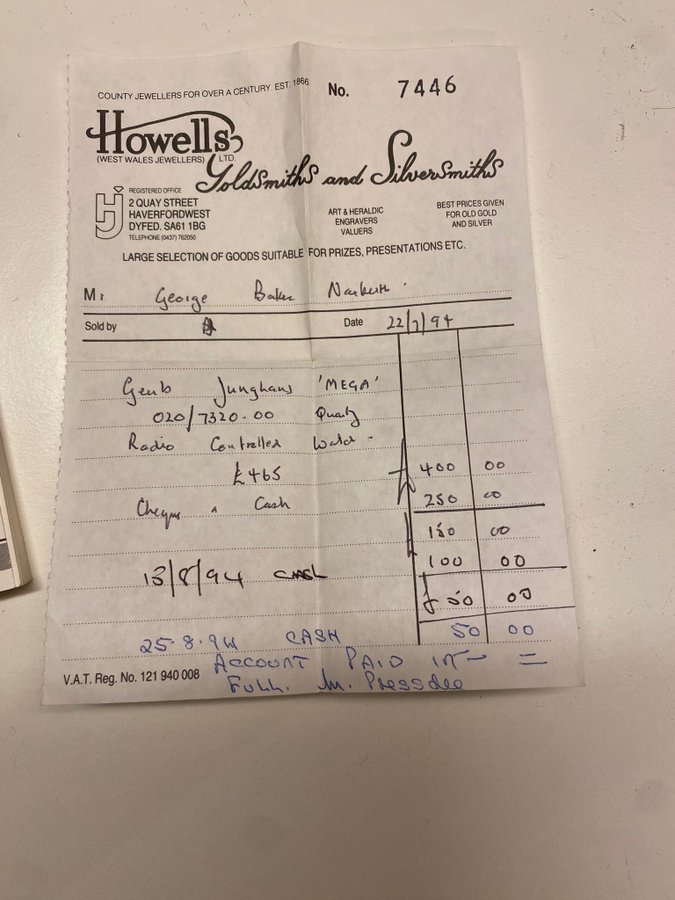 COUNTY JEWELLERS FOR OVER A CENTURY. EST. 1866
No. 7446
Howells
(WEST WALES JEWELLERS) LTD.
Goldsmiths and Silversmiths
HJ
REGISTERED OFFICE
2 QUAY STREET
HAVERFORDWEST
DYFED. SA61 1BG
TELEPHONE (0437) 762050
ART & HERALDIC
ENGRAVERS
VALUERS
BEST PRICES GIVEN
FOR OLD GOLD
AND SILVER
LARGE SELECTION OF GOODS SUITABLE FOR PRIZES, PRESENTATIONS ETC.
Mr George Baker Narberth
Sold by Date 22/7/94
Gents Junghans 'MEGA'
020/7320.00 Quartz
Radio Controlled Watch -
£465 400 00
250 00
Cheque & Cash
150 00
100 00
13/8/94 CASH
£50 00
25-8-94 CASH 50 00
ACCOUNT PAID IN =
FULL. M. Pressdee
V.A.T. Reg. No. 121 940 008